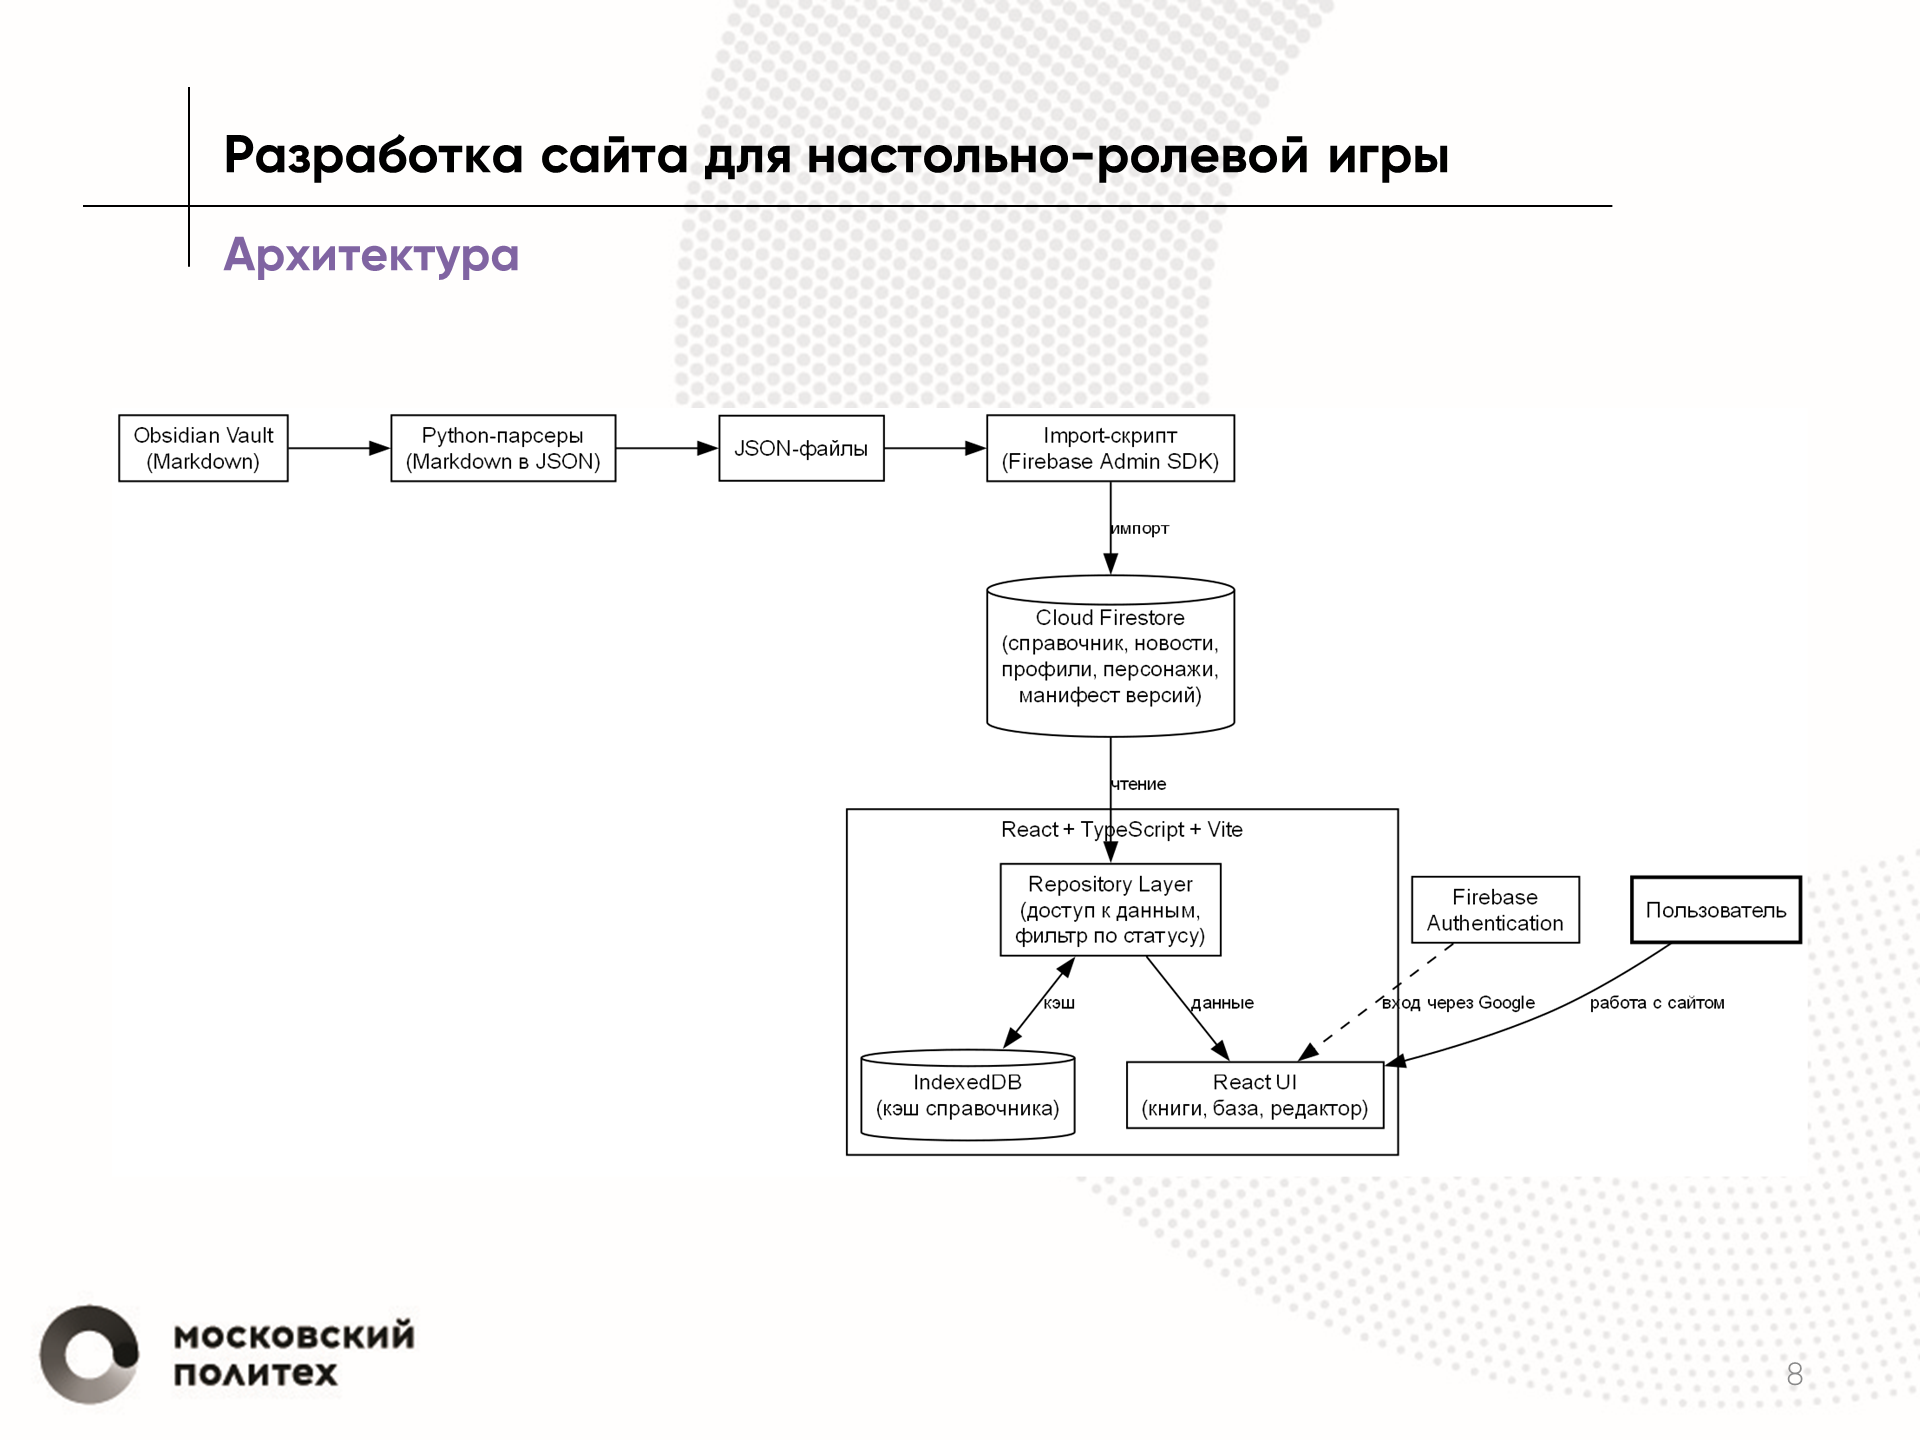 Разработка сайта для настольно-ролевой игры
Архитектура
Obsidian Vault
(Markdown)
Python-парсеры
(Markdown в JSON)
JSON-файлы
Import-скрипт
(Firebase Admin SDK)
импорт
Cloud Firestore
(справочник, новости,
профили, персонажи,
манифест версий)
чтение
React + TypeScript + Vite
Repository Layer
(доступ к данным,
фильтр по статусу)
Firebase
Authentication
Пользователь
кэш
данные
вход через Google
работа с сайтом
IndexedDB
(кэш справочника)
React UI
(книги, база, редактор)
МОСКОВСКИЙ
ПОЛИТЕХ
8